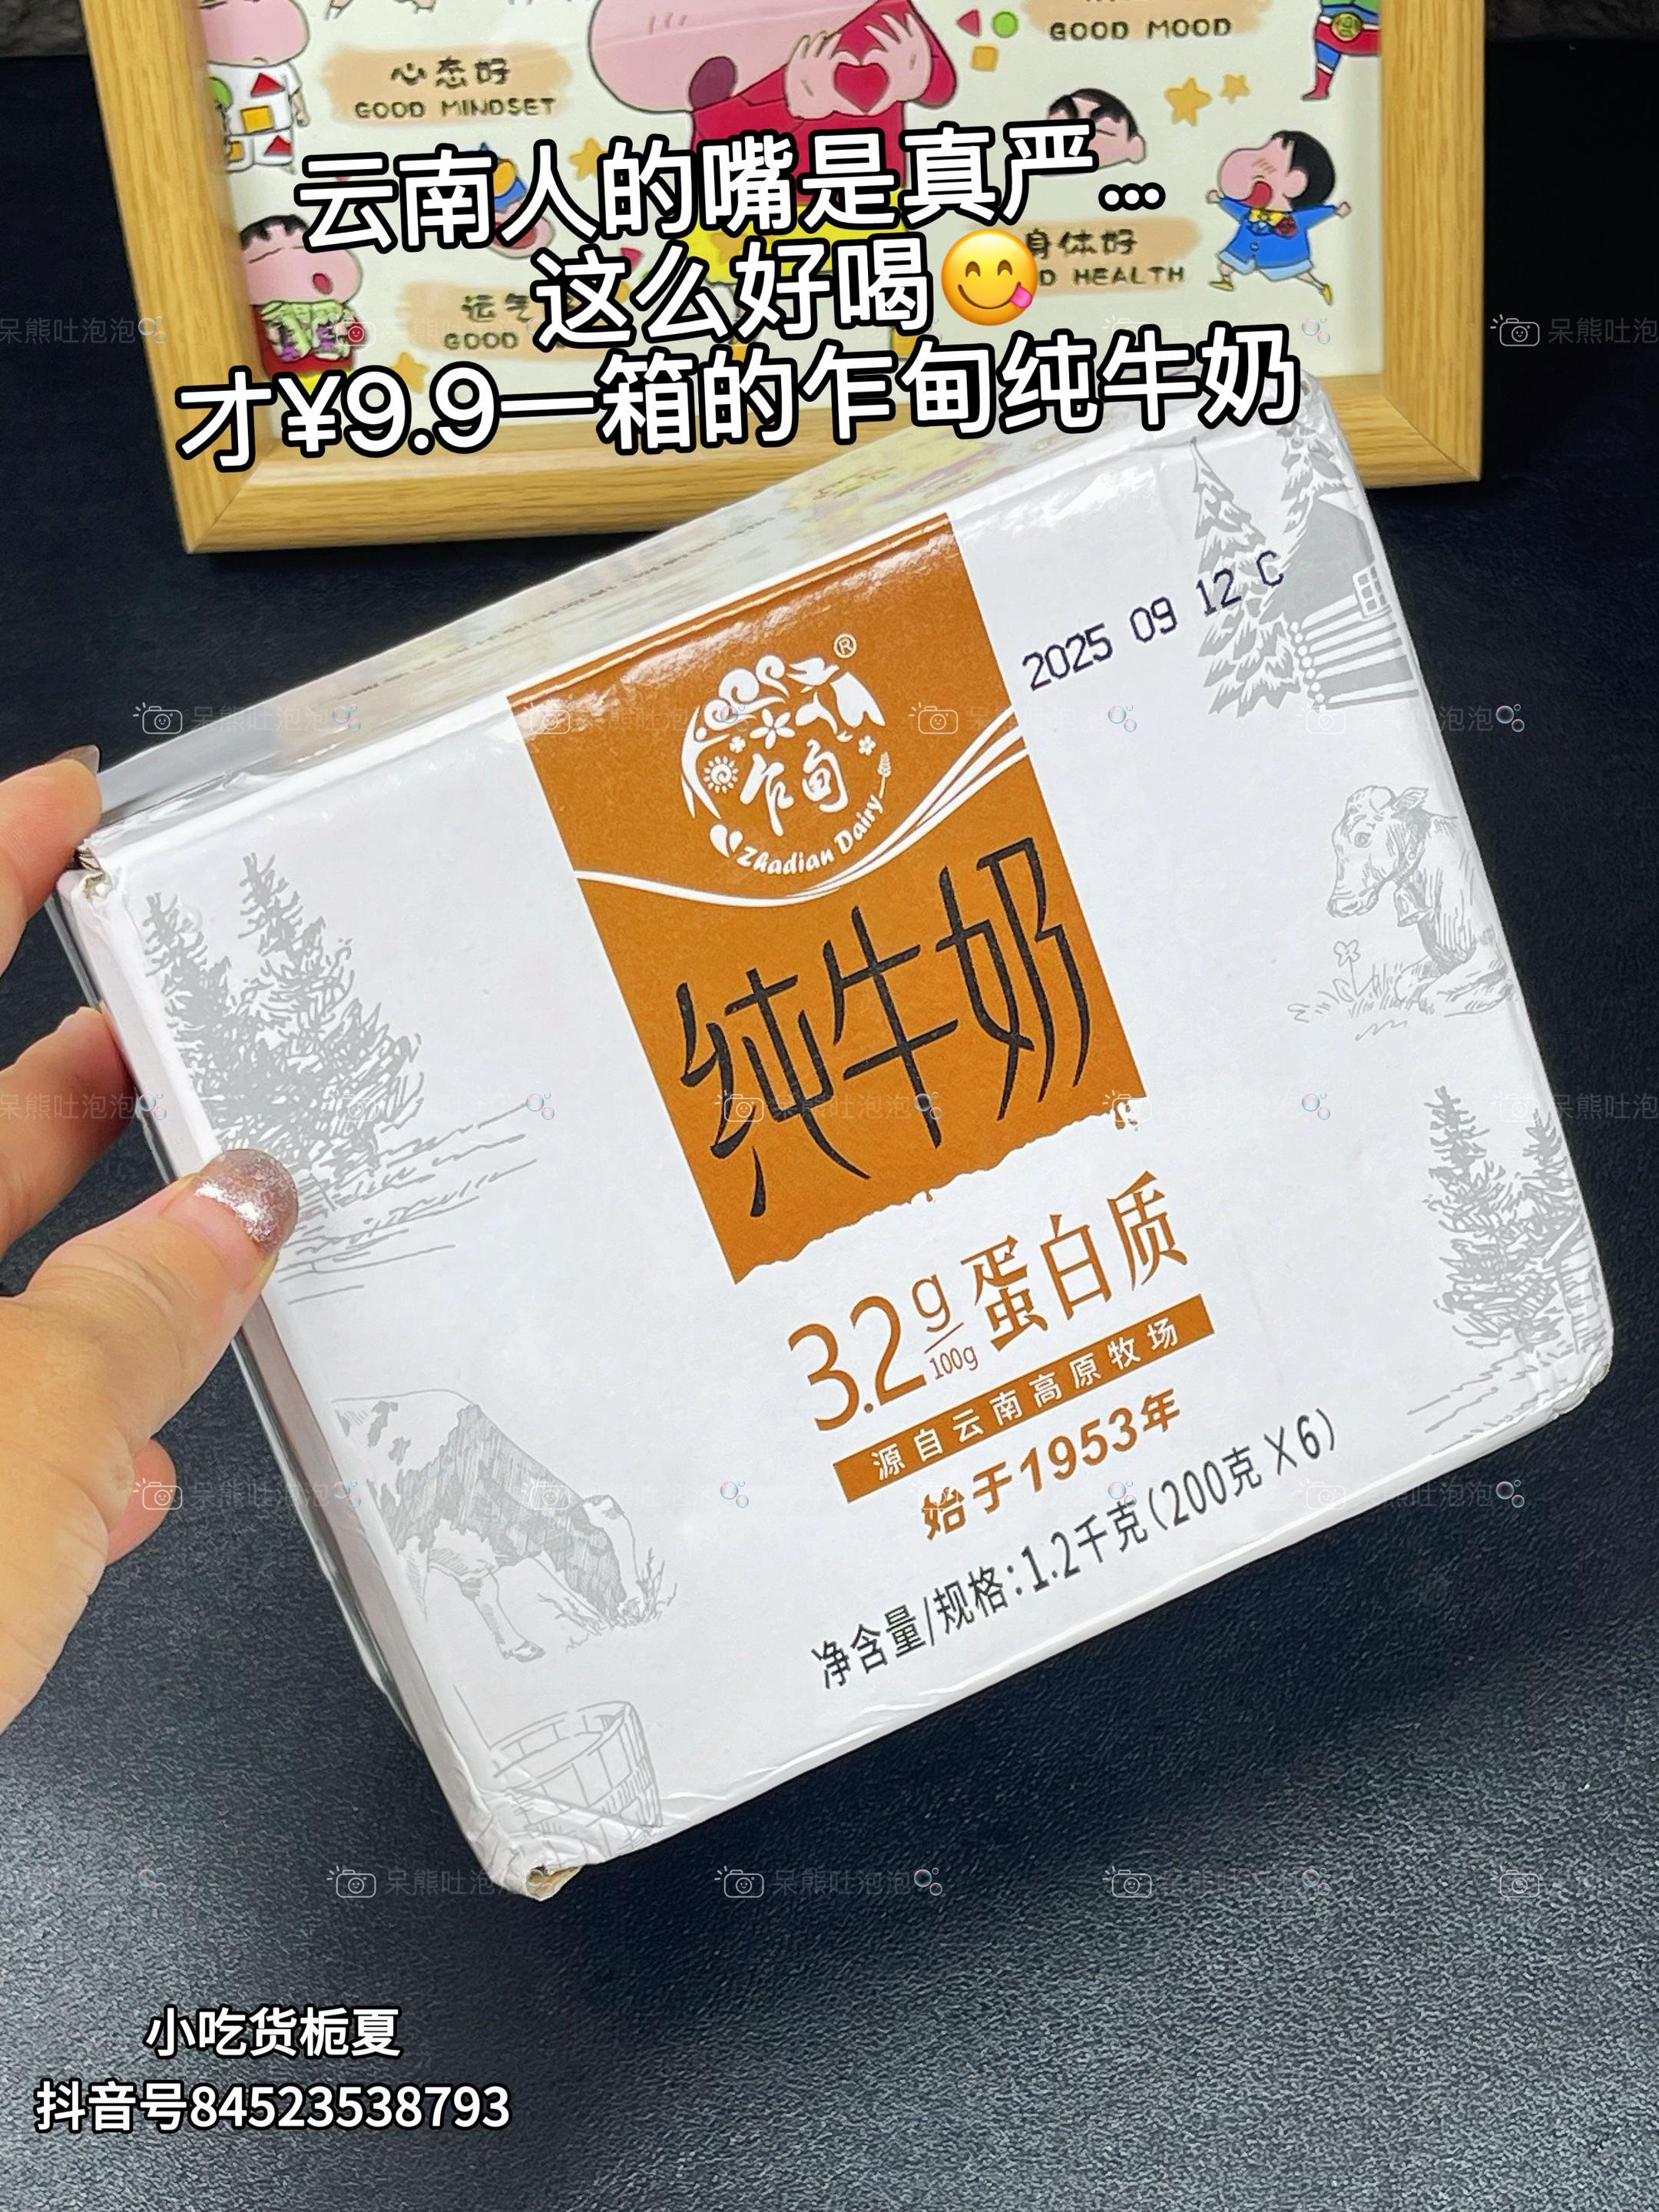 心态好
GOOD MINDSET
GOOD MOOD
云南人的嘴是真严...
身体好
D HEALTH
这么好喝😋
运气
GOOD
才¥9.9一箱的乍甸纯牛奶
2025 09 12 C
乍甸
Zhadian Dairy
®
纯牛奶
3.2g/100g 蛋白质
源自云南高原牧场
始于1953年
净含量/规格:1.2千克(200克×6)
小吃货栀夏
抖音号84523538793
呆熊吐泡泡